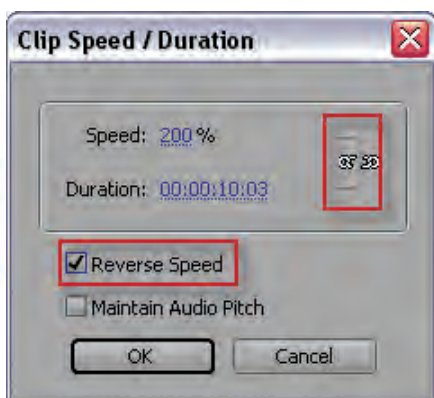 Clip Speed / Duration
Speed: 200 %
Duration: 00:00:10:03
Reverse Speed
Maintain Audio Pitch
OK Cancel